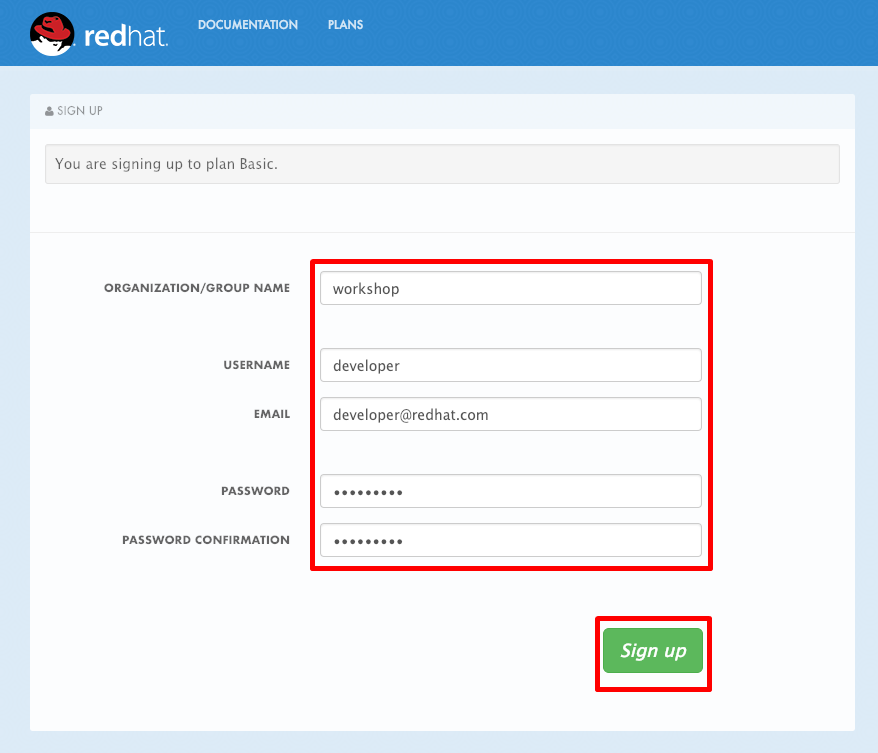 redhat.
DOCUMENTATION
PLANS
SIGN UP
You are signing up to plan Basic.
ORGANIZATION/GROUP NAME
workshop
USERNAME
developer
EMAIL
developer@redhat.com
PASSWORD
•••••••••
PASSWORD CONFIRMATION
•••••••••
Sign up